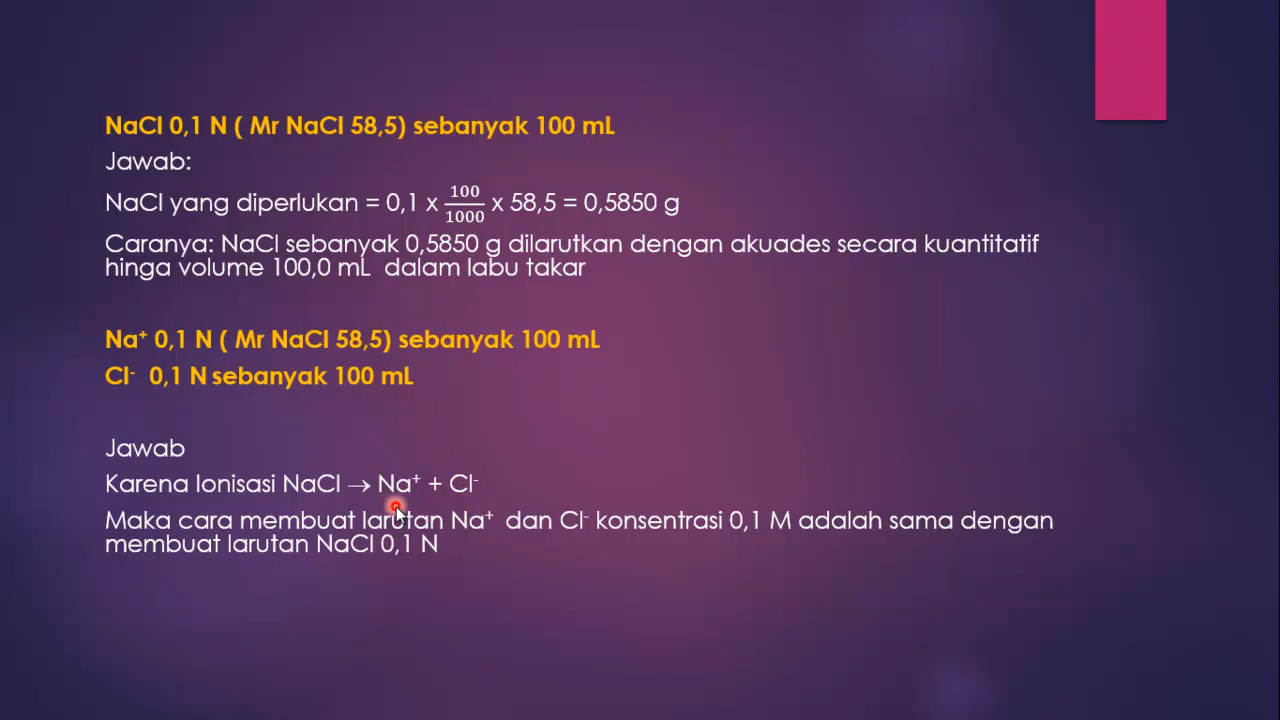 NaCl 0,1 N ( Mr NaCl 58,5) sebanyak 100 mL
Jawab:
NaCl yang diperlukan = 0,1 x 100/1000 x 58,5 = 0,5850 g
Caranya: NaCl sebanyak 0,5850 g dilarutkan dengan akuades secara kuantitatif
hinga volume 100,0 mL dalam labu takar
Na⁺ 0,1 N ( Mr NaCl 58,5) sebanyak 100 mL
Cl⁻ 0,1 N sebanyak 100 mL
Jawab
Karena Ionisasi NaCl → Na⁺ + Cl⁻
Maka cara membuat larutan Na⁺ dan Cl⁻ konsentrasi 0,1 M adalah sama dengan
membuat larutan NaCl 0,1 N